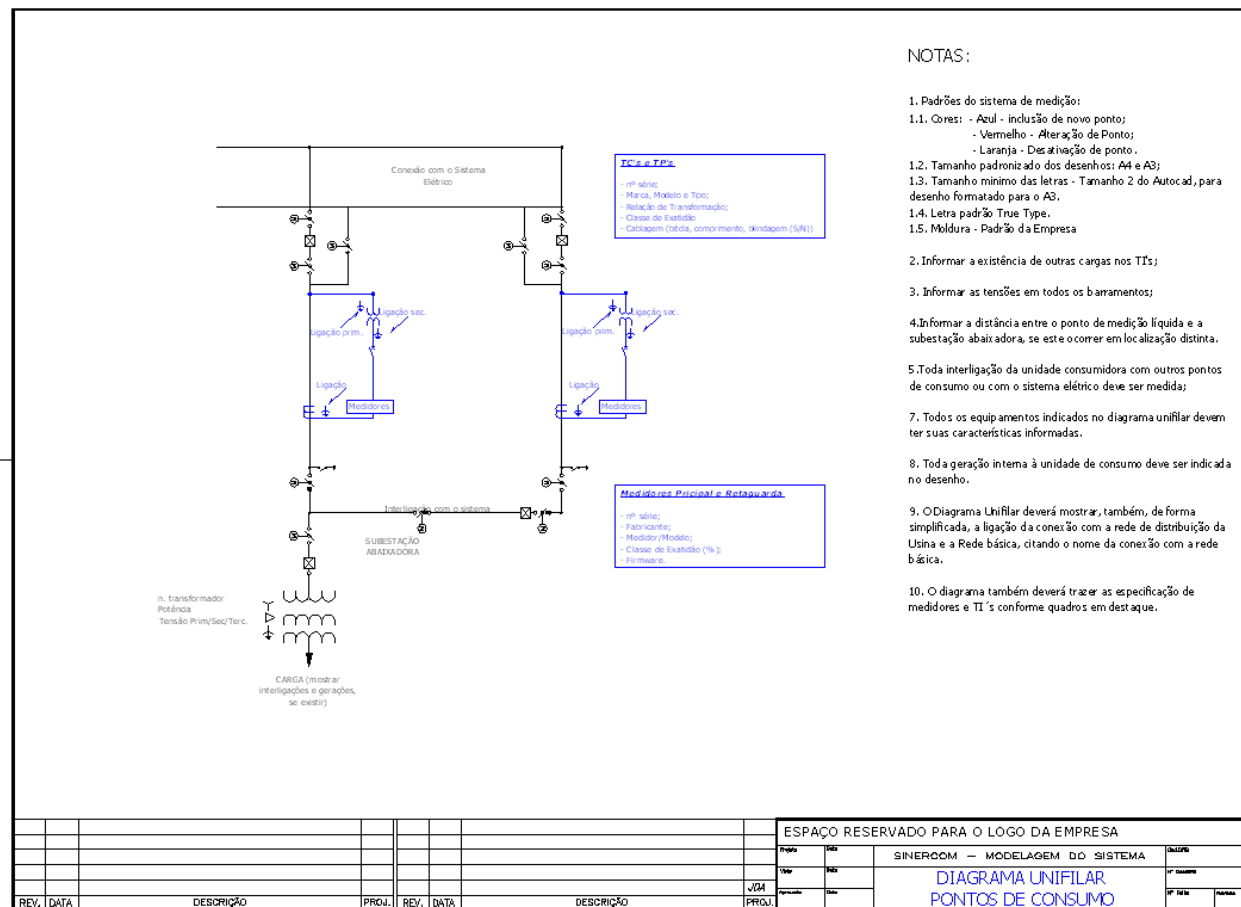 NOTAS:
1. Padrões do sistema de medição:
1.1. Cores: - Azul - inclusão de novo ponto;
- Vermelho - Alteração de Ponto;
- Laranja - Desativação de ponto.
1.2. Tamanho padronizado dos desenhos: A4 e A3;
1.3. Tamanho minimo das letras - Tamanho 2 do Autocad, para
desenho formatado para o A3.
1.4. Letra padrão True Type.
1.5. Moldura - Padrão da Empresa
2. Informar a existência de outras cargas nos TI's;
3. Informar as tensões em todos os barramentos;
4.Informar a distância entre o ponto de medição líquida e a
subestação abaixadora, se este ocorrer em localização distinta.
5.Toda interligação da unidade consumidora com outros pontos
de consumo ou com o sistema elétrico deve ser medida;
7. Todos os equipamentos indicados no diagrama unifilar devem
ter suas características informadas.
8. Toda geração interna à unidade de consumo deve ser indicada
no desenho.
9. O Diagrama Unifilar deverá mostrar, também, de forma
simplificada, a ligação da conexão com a rede de distribuição da
Usina e a Rede básica, citando o nome da conexão com a rede
básica.
10. O diagrama também deverá trazer as especificação de
medidores e TI´s conforme quadros em destaque.
Conexão com o Sistema
Elétrico
TC's e TP's
- nº série;
- Marca, Modelo e Tipo;
- Relação de Transformação;
- Classe de Exatidão
- Cablagem (bitola, comprimento, blindagem (S/N))
Ligação sec.
Ligação prim.
Ligação
Medidores
Ligação sec.
Ligação prim.
Ligação
Medidores
Medidores Pricipal e Retaguarda
- nº série;
- Fabricante;
- Medidor/Modelo;
- Classe de Exatidão (%);
- Firmware.
Interligação com o sistema
SUBESTAÇÃO
ABAIXADORA
n. transformador
Potência
Tensão Prim/Sec/Terc.
CARGA (mostrar
interligações e gerações,
se existir)
ESPAÇO RESERVADO PARA O LOGO DA EMPRESA
Projeto Data
SINERCOM – MODELAGEM DO SISTEMA
Visto Data
DIAGRAMA UNIFILAR
PONTOS DE CONSUMO
Aprovado Data
Nº Folha
JDA
REV. DATA DESCRIÇÃO PROJ. REV. DATA DESCRIÇÃO PROJ.